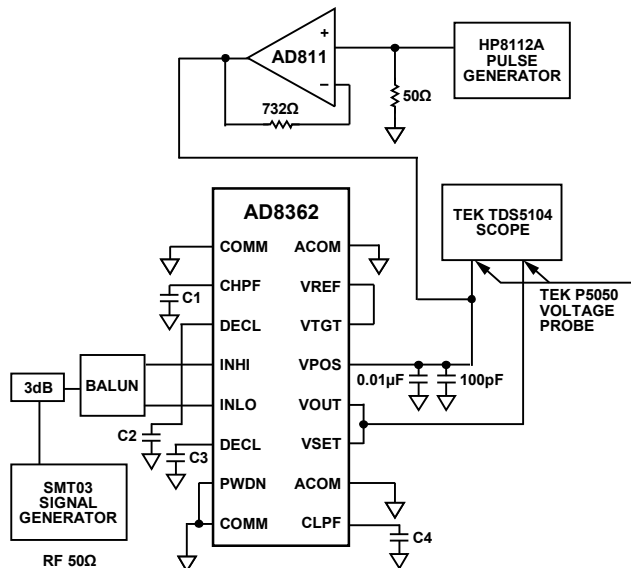 AD811
+
−
HP8112A
PULSE
GENERATOR
50Ω
732Ω
AD8362
TEK TDS5104
SCOPE
TEK P5050
VOLTAGE
PROBE
COMM
ACOM
CHPF
VREF
C1
DECL
VTGT
INHI
VPOS
0.01µF
100pF
3dB
BALUN
INLO
VOUT
C2
DECL
VSET
C3
SMT03
SIGNAL
GENERATOR
PWDN
ACOM
COMM
CLPF
C4
RF 50Ω